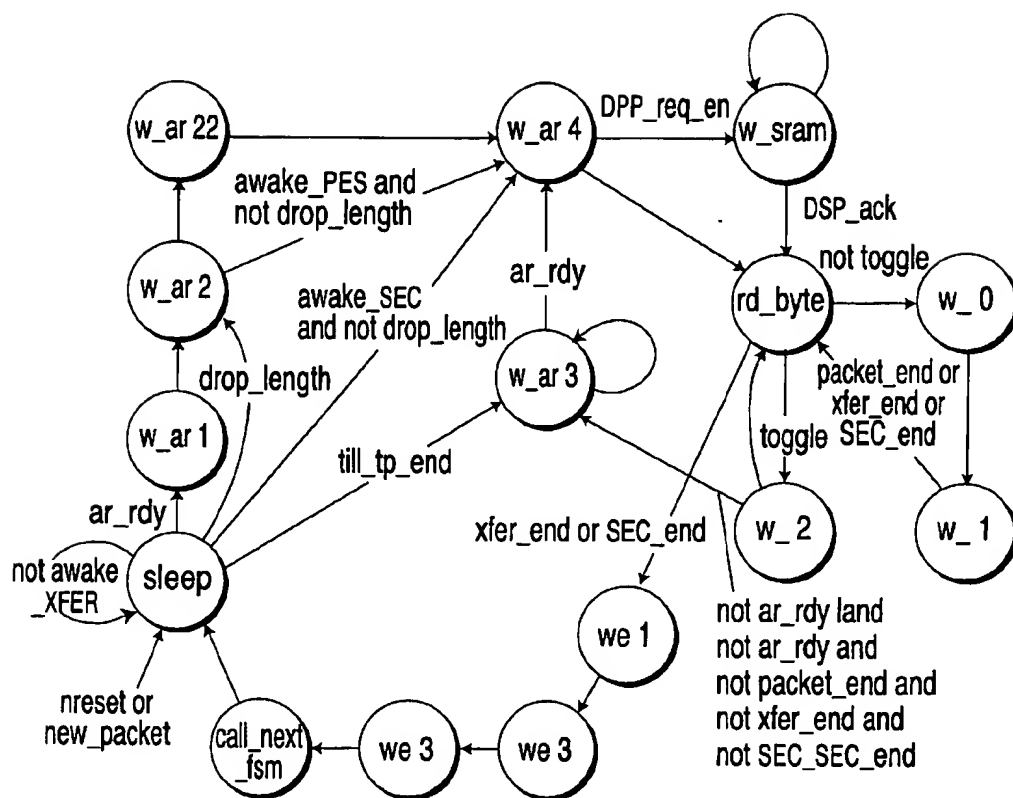 w_ar 22
w_ar 4
DPP_req_en
w_sram
awake_PES and
not drop_length
DSP_ack
w_ar 2
ar_rdy
not toggle
rd_byte
w_ 0
awake_SEC
and not drop_length
drop_length
w_ar 3
packet_end or
xfer_end or
SEC_end
w_ar 1
till_tp_end
toggle
ar_rdy
w_ 2
w_ 1
xfer_end or SEC_end
not awake
_XFER
sleep
we 1
not ar_rdy land
not ar_rdy and
not packet_end and
not xfer_end and
not SEC_SEC_end
nreset or
new_packet
call_next
_fsm
we 3
we 3